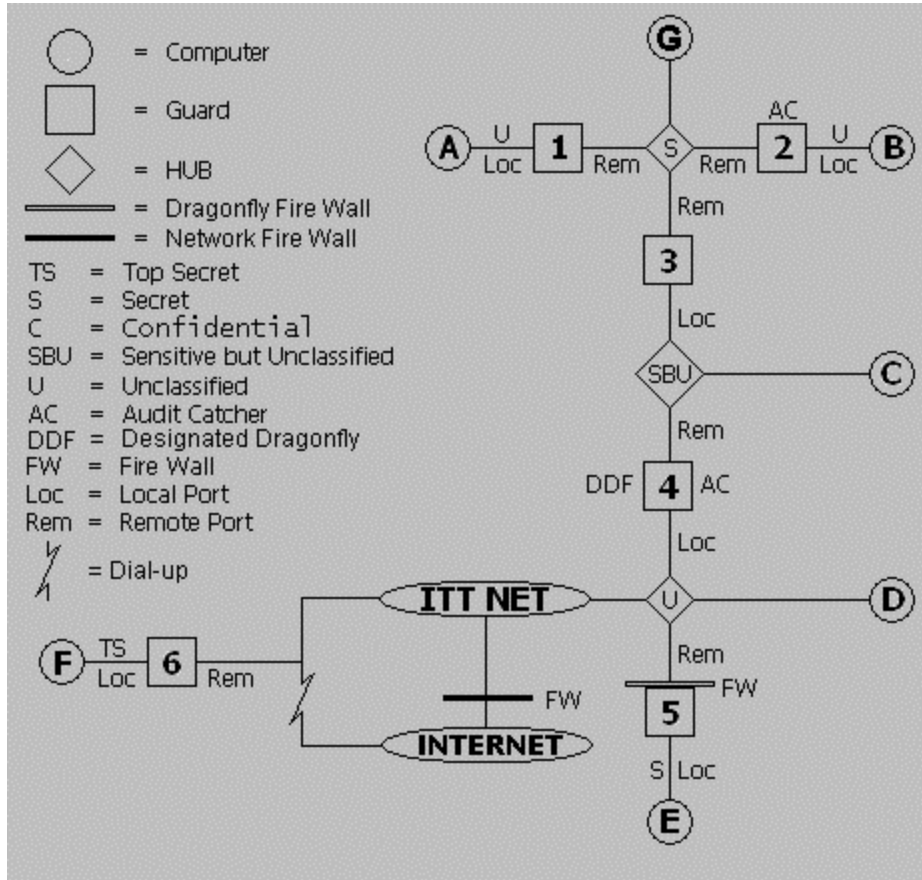 = Computer
= Guard
= HUB
= Dragonfly Fire Wall
= Network Fire Wall
TS = Top Secret
S = Secret
C = Confidential
SBU = Sensitive but Unclassified
U = Unclassified
AC = Audit Catcher
DDF = Designated Dragonfly
FW = Fire Wall
Loc = Local Port
Rem = Remote Port
= Dial-up
G
AC
A U Loc 1 Rem S Rem 2 U Loc B
Rem
3
Loc
SBU C
Rem
DDF 4 AC
Loc
ITT NET U D
F TS Loc 6 Rem
Rem
FW
FW
5
INTERNET
S Loc
E